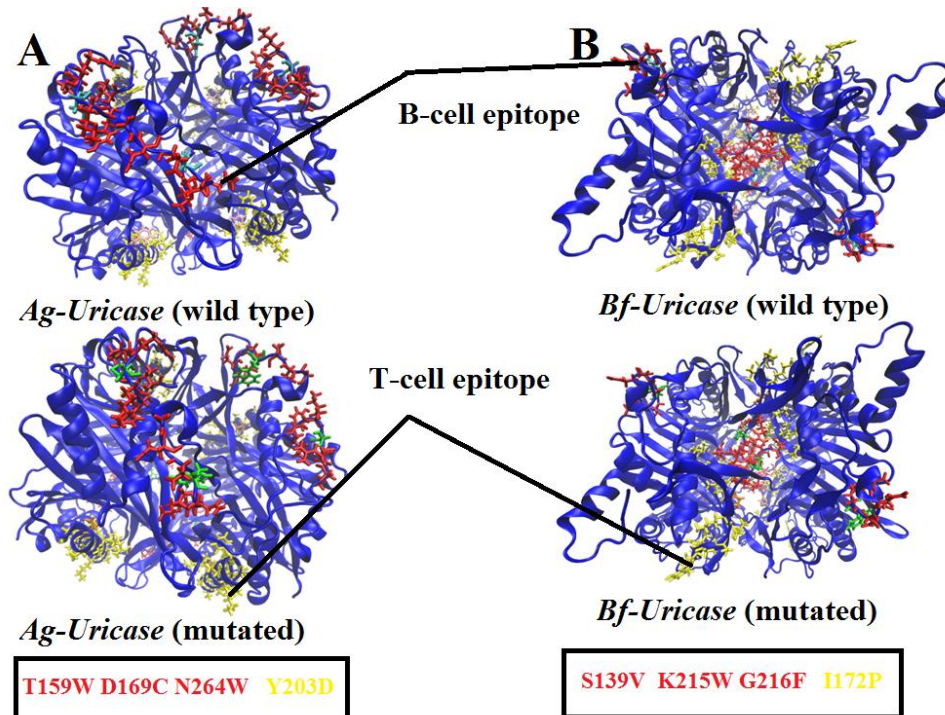 A
B
B-cell epitope
Ag-Uricase (wild type)
Bf-Uricase (wild type)
T-cell epitope
Ag-Uricase (mutated)
Bf-Uricase (mutated)
T159W D169C N264W Y203D
S139V K215W G216F I172P